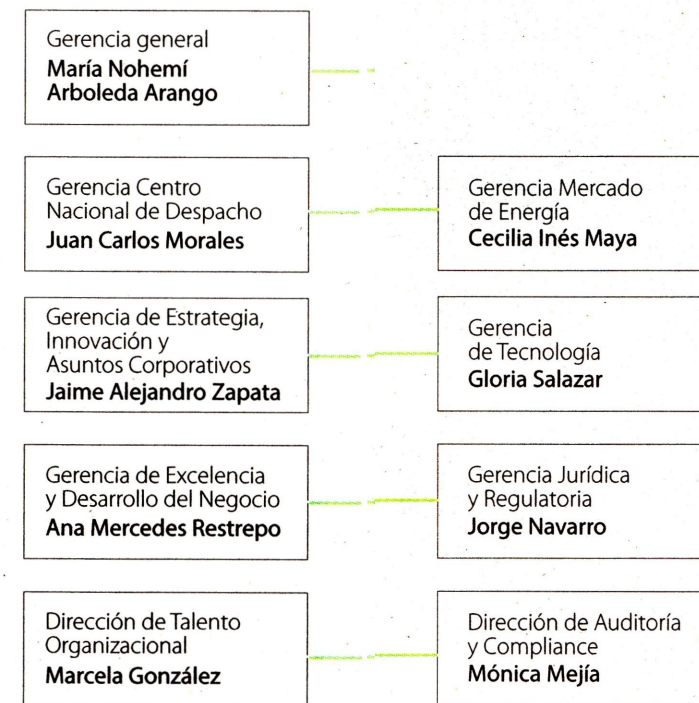 Gerencia general
María Nohemí
Arboleda Arango
Gerencia Centro
Nacional de Despacho
Juan Carlos Morales
Gerencia Mercado
de Energía
Cecilia Inés Maya
Gerencia de Estrategia,
Innovación y
Asuntos Corporativos
Jaime Alejandro Zapata
Gerencia
de Tecnología
Gloria Salazar
Gerencia de Excelencia
y Desarrollo del Negocio
Ana Mercedes Restrepo
Gerencia Jurídica
y Regulatoria
Jorge Navarro
Dirección de Talento
Organizacional
Marcela González
Dirección de Auditoría
y Compliance
Mónica Mejía